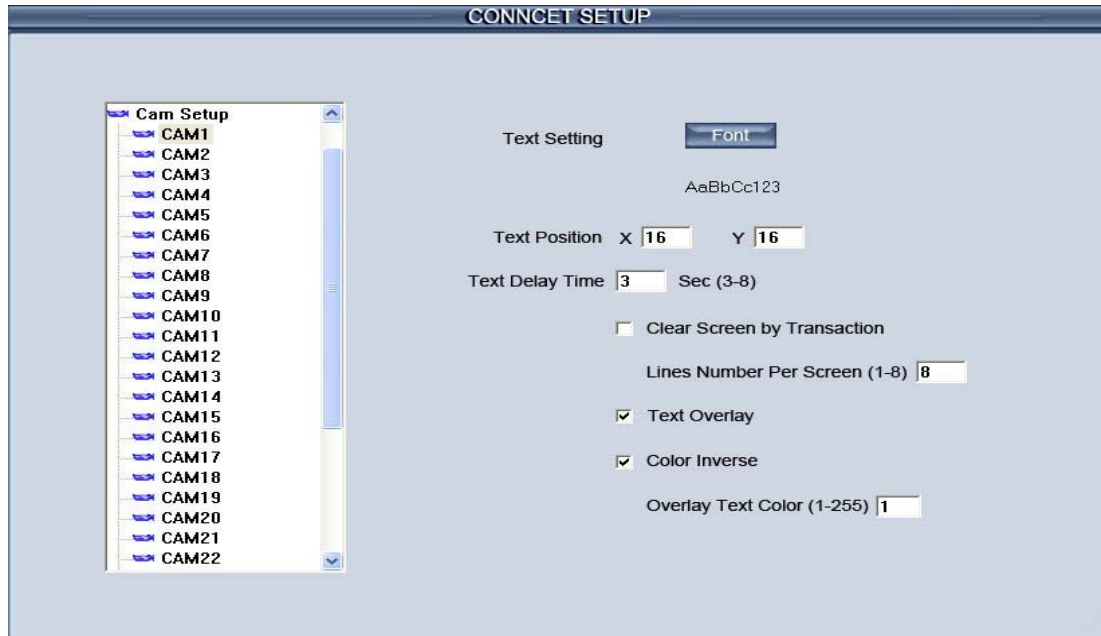 CONNCET SETUP
Cam Setup
CAM1
CAM2
CAM3
CAM4
CAM5
CAM6
CAM7
CAM8
CAM9
CAM10
CAM11
CAM12
CAM13
CAM14
CAM15
CAM16
CAM17
CAM18
CAM19
CAM20
CAM21
CAM22
Text Setting Font
AaBbCc123
Text Position X 16 Y 16
Text Delay Time 3 Sec (3-8)
Clear Screen by Transaction
Lines Number Per Screen (1-8) 8
Text Overlay
Color Inverse
Overlay Text Color (1-255) 1